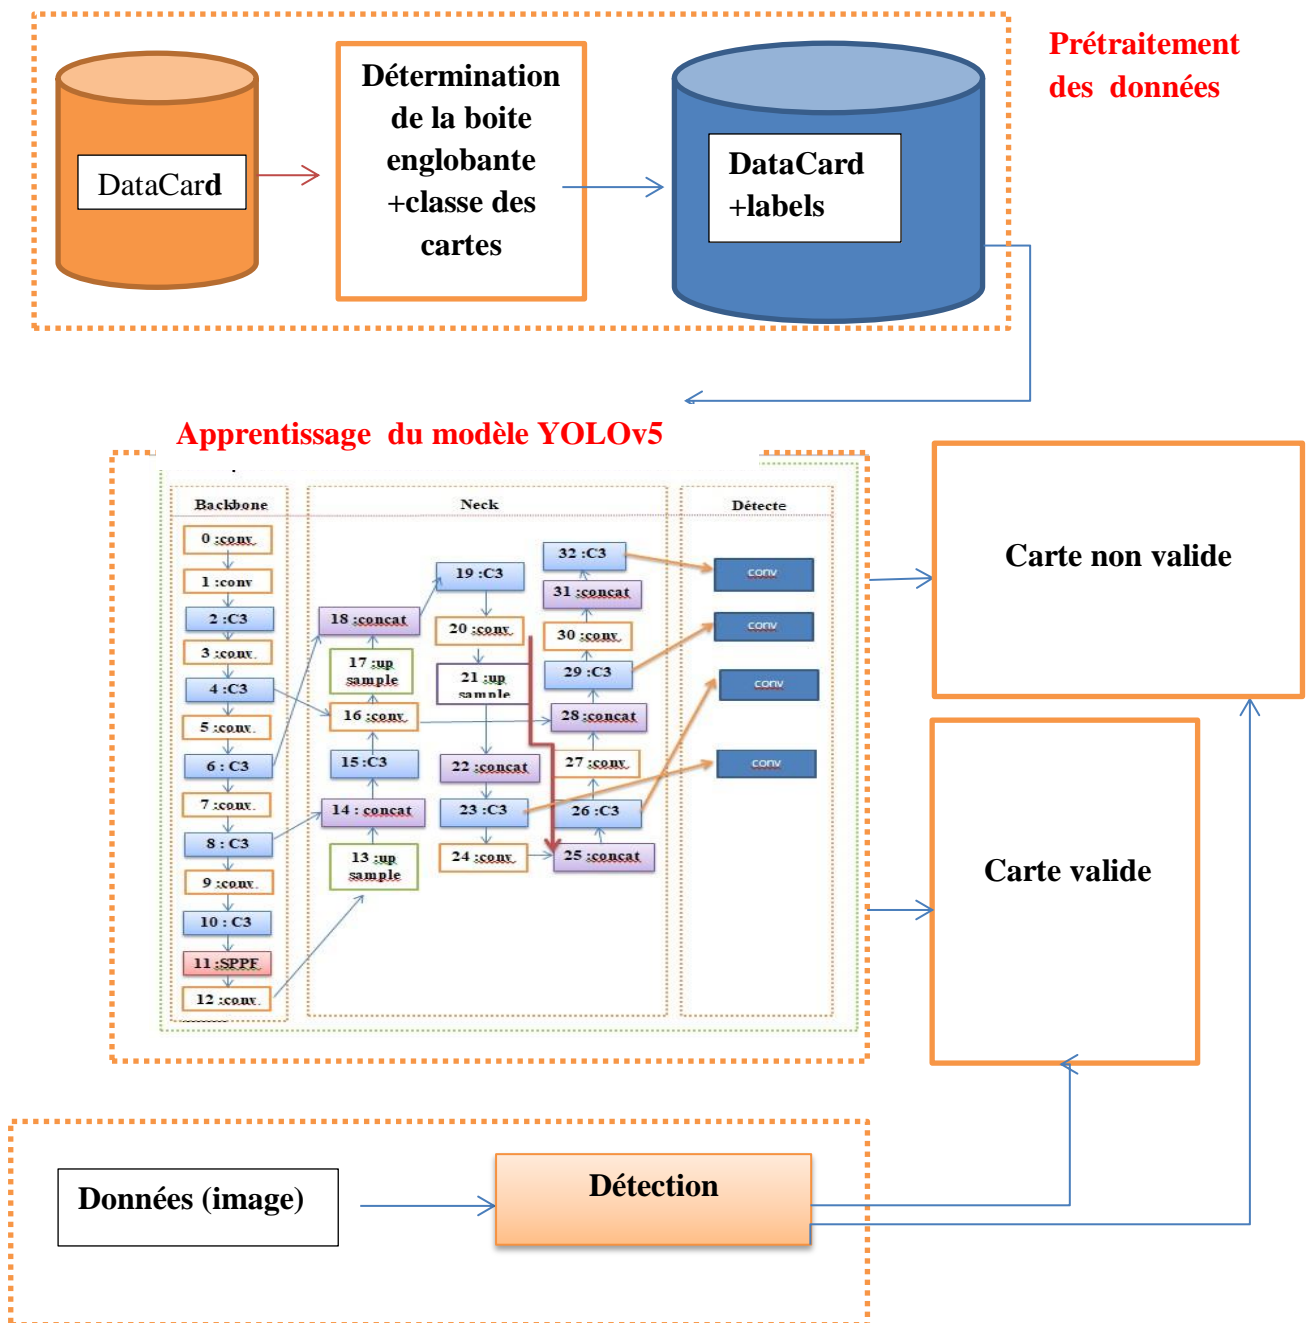 Prétraitement
des données
DataCard
Détermination
de la boite
englobante
+classe des
cartes
DataCard
+labels
Apprentissage du modèle YOLOv5
Backbone
0 :conv.
1 :conv
2 :C3
3 :conv.
4 :C3
5 :conv.
6 : C3
7 :conv.
8 : C3
9 :conv.
10 : C3
11 :SPPF
12 :conv.
Neck
18 :concat
17 :up
sample
16 :conv.
15 :C3
14 : concat
13 :up
sample
19 :C3
20 :conv.
21 :up
sample
22 :concat
23 :C3
24 :conv.
32 :C3
31 :concat
30 :conv.
29 :C3
28 :concat
27 :conv.
26 :C3
25 :concat
Détecte
conv
conv
conv
conv
Carte non valide
Carte valide
Données (image)
Détection